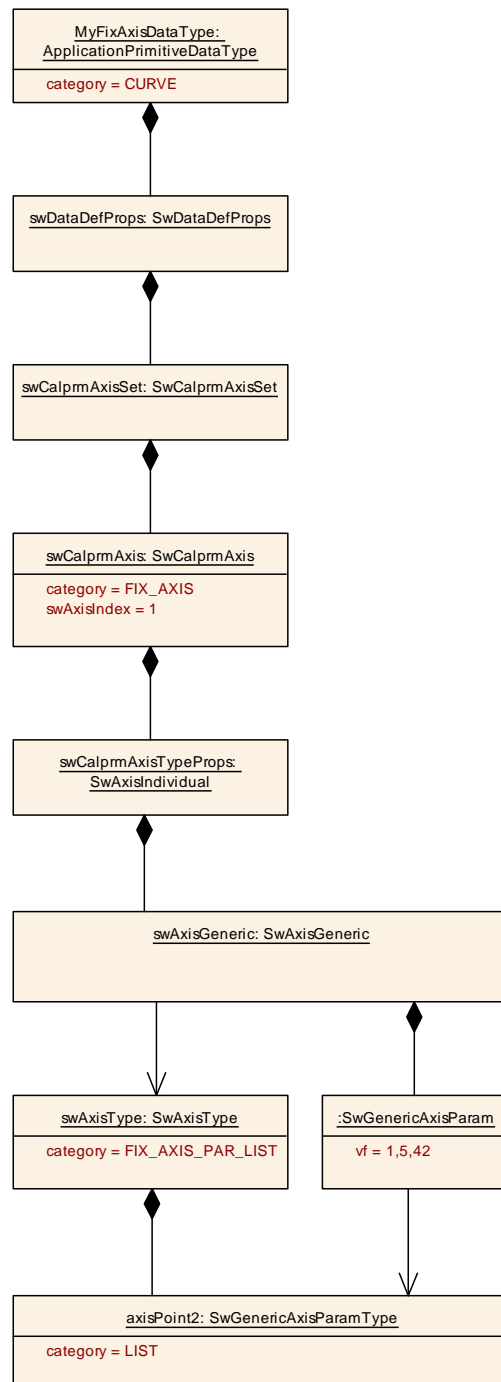 MyFixAxisDataType:
ApplicationPrimitiveDataType
category = CURVE
swDataDefProps: SwDataDefProps
swCalprmAxisSet: SwCalprmAxisSet
swCalprmAxis: SwCalprmAxis
category = FIX_AXIS
swAxisIndex = 1
swCalprmAxisTypeProps:
SwAxisIndividual
swAxisGeneric: SwAxisGeneric
swAxisType: SwAxisType
category = FIX_AXIS_PAR_LIST
:SwGenericAxisParam
vf = 1,5,42
axisPoint2: SwGenericAxisParamType
category = LIST